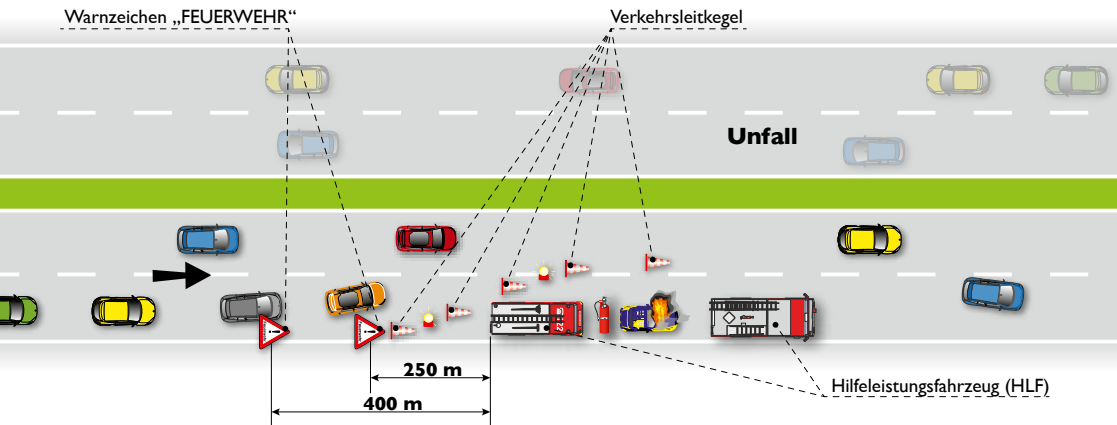 Warnzeichen „FEUERWEHR“
Verkehrsleitkegel
Unfall
250 m
400 m
Hilfeleistungsfahrzeug (HLF)